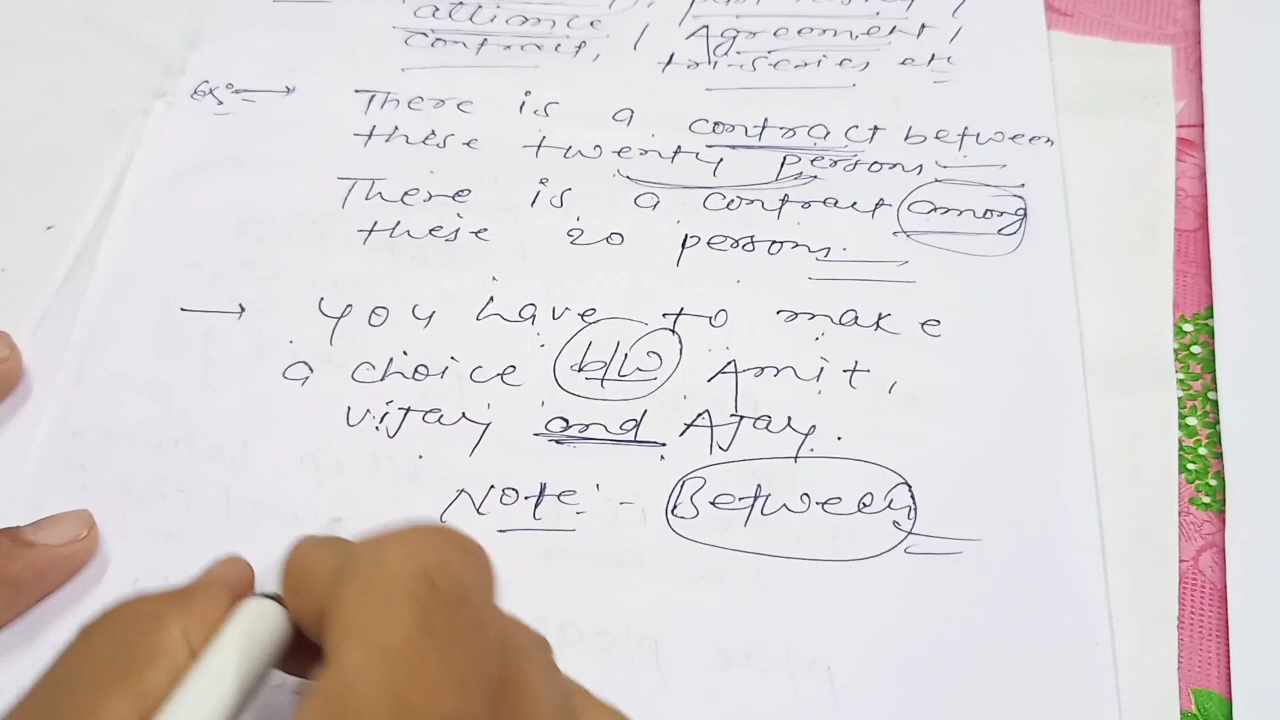 alliance
contract, / Agreement /
tri-series etc
Ex:- → There is a contract between
these twenty persons
There is a contract among
these 20 persons.
→ You have to make
a choice b/w Amit,
Vijay and Ajay.
Note:- Between